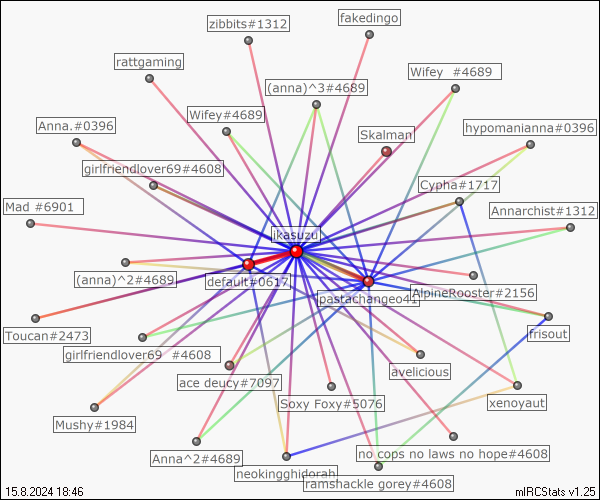 zibbits#1312
fakedingo
rattgaming
Wifey  #4689
(anna)^3#4689
Wifey#4689
Anna.#0396
Skalman
hypomanianna#0396
girlfriendlover69#4608
Cypha#1717
Mad #6901
Annarchist#1312
ikasuzu
(anna)^2#4689
default#0617
pastachangeo41
AlpineRooster#2156
Toucan#2473
frisout
girlfriendlover69  #4608
avelicious
ace deucy#7097
Soxy Foxy#5076
xenoyaut
Mushy#1984
Anna^2#4689
no cops no laws no hope#4608
neokingghidorah
ramshackle gorey#4608
15.8.2024 18:46
mIRCStats v1.25